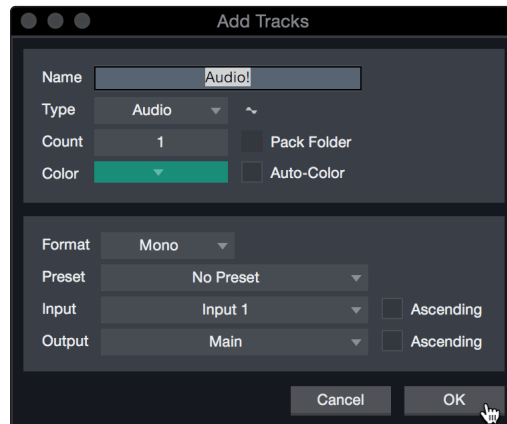 Add Tracks
Name Audio!
Type Audio
Count 1 Pack Folder
Color Auto-Color
Format Mono
Preset No Preset
Input Input 1 Ascending
Output Main Ascending
Cancel OK